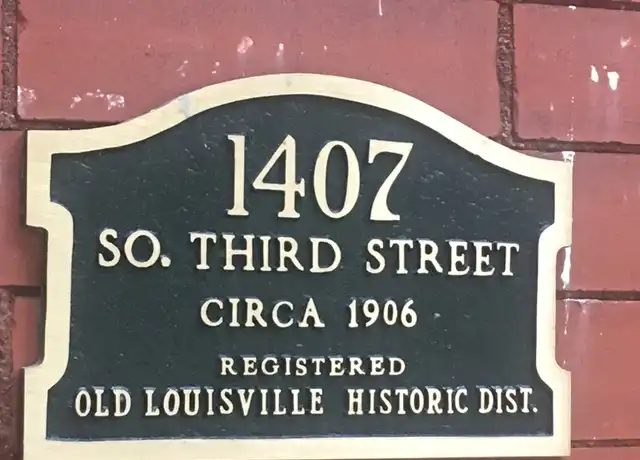 1407
SO. THIRD STREET
CIRCA 1906
REGISTERED
OLD LOUISVILLE HISTORIC DIST.